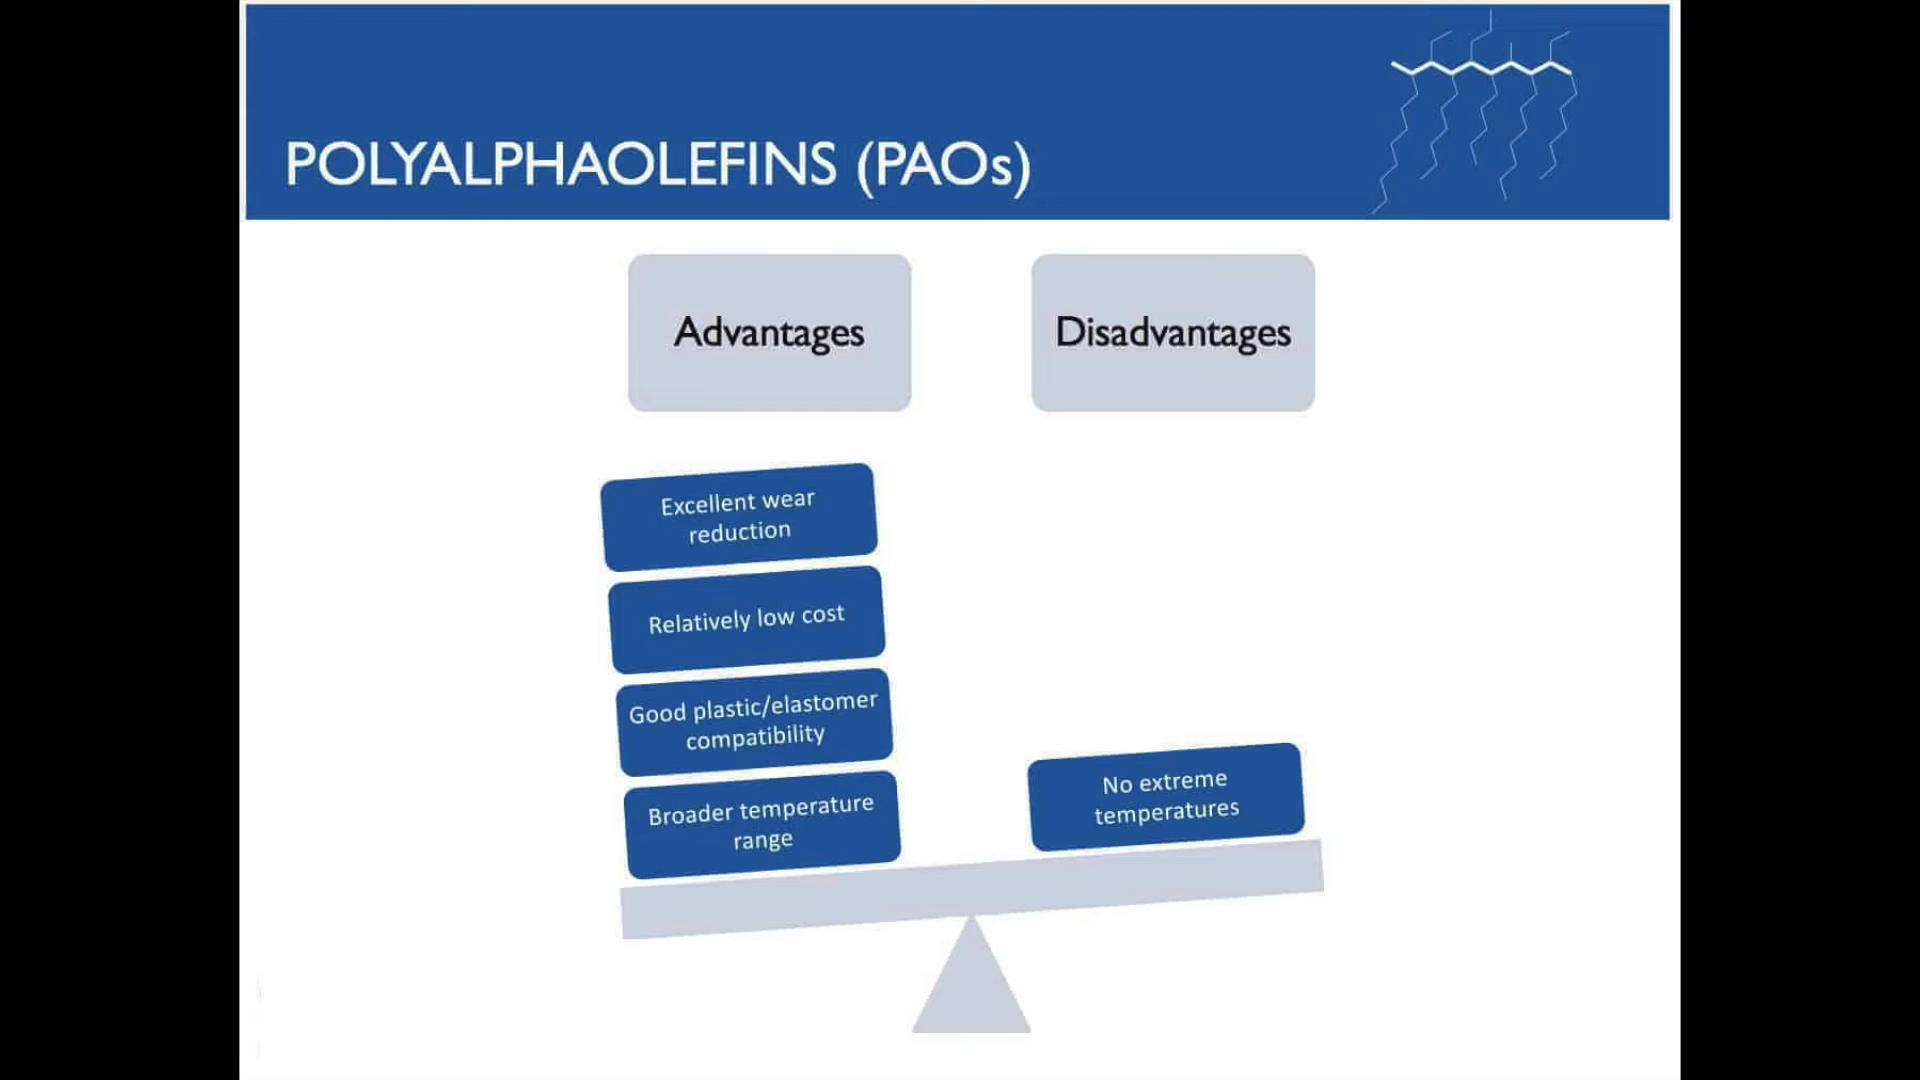 POLYALPHAOLEFINS (PAOs)
Advantages
Disadvantages
Excellent wear
reduction
Relatively low cost
Good plastic/elastomer
compatibility
Broader temperature
range
No extreme
temperatures